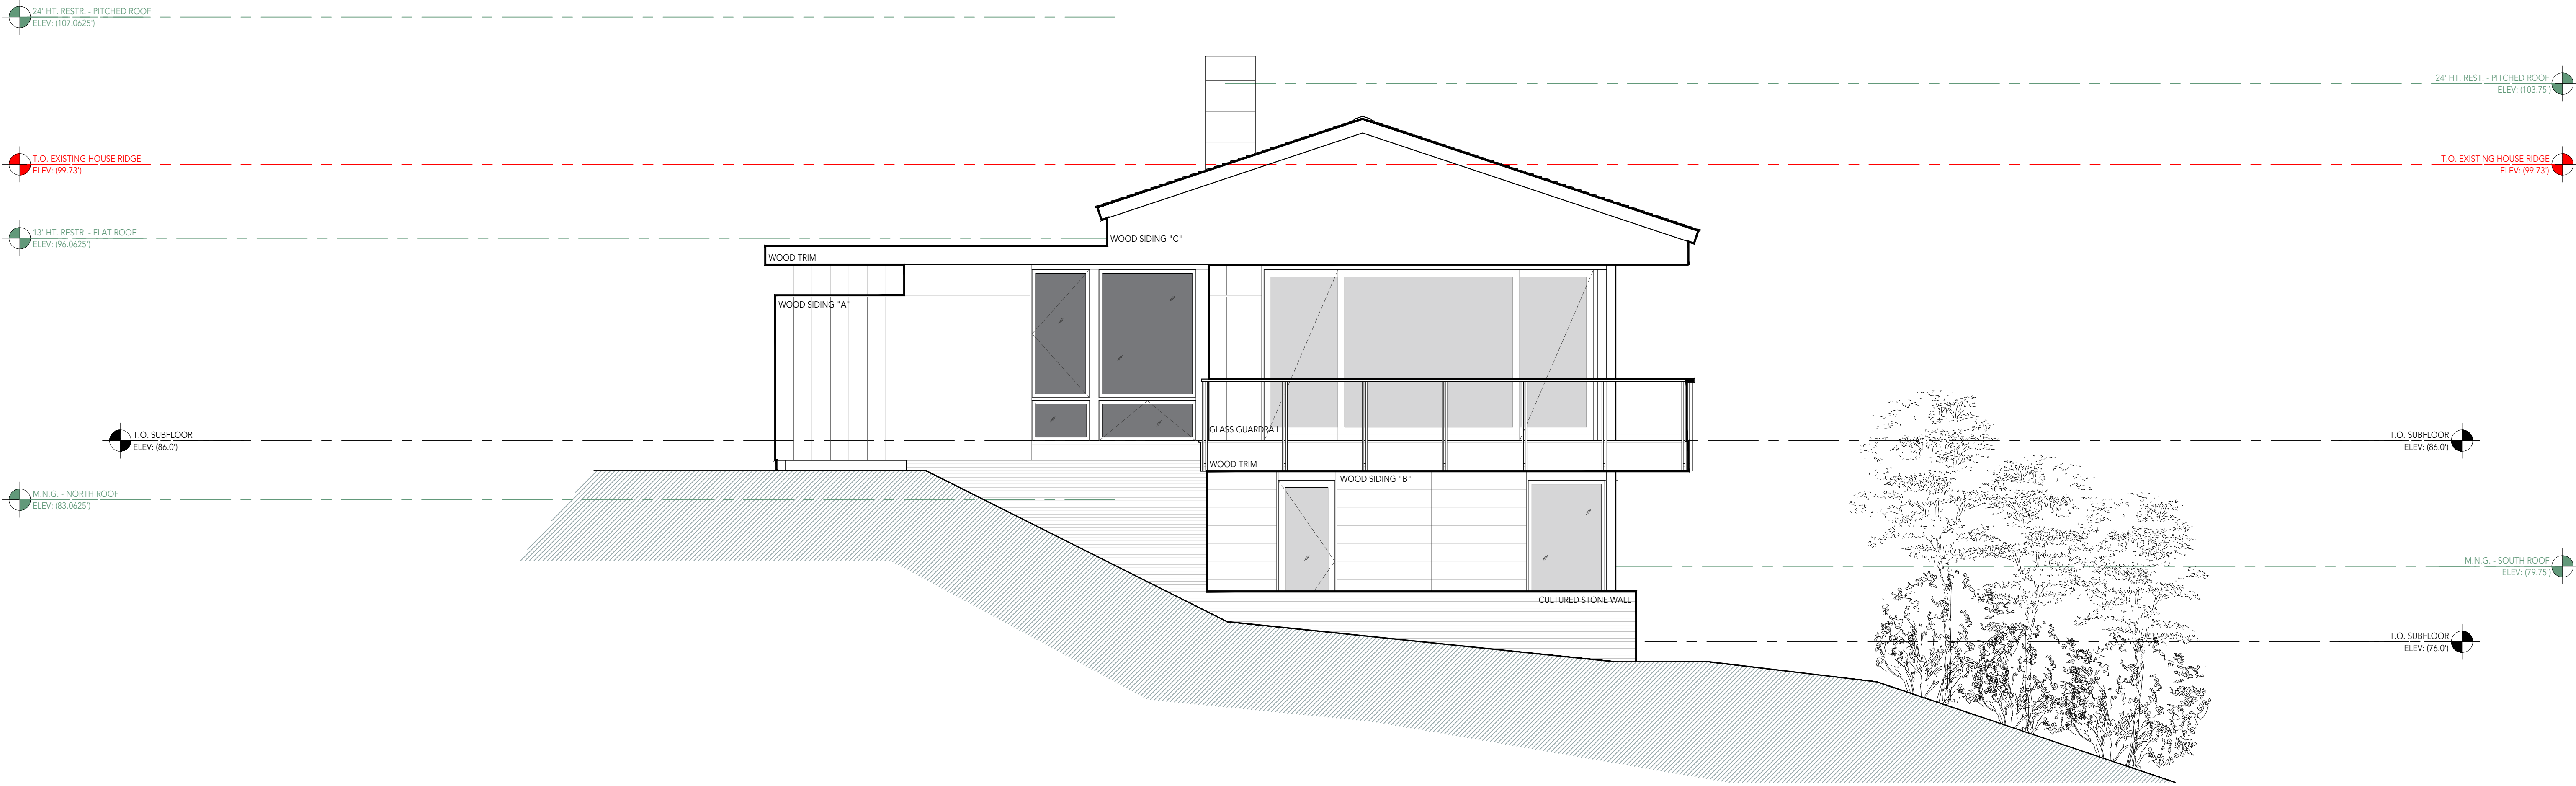 24' HT. RESTR. - PITCHED ROOF
ELEV: (107.0625')
24' HT. REST. - PITCHED ROOF
ELEV: (103.75')
T.O. EXISTING HOUSE RIDGE
ELEV: (99.73')
T.O. EXISTING HOUSE RIDGE
ELEV: (99.73')
13' HT. RESTR. - FLAT ROOF
ELEV: (96.0625')
WOOD SIDING "C"
WOOD TRIM
WOOD SIDING "A"
GLASS GUARDRAIL
T.O. SUBFLOOR
ELEV: (86.0')
T.O. SUBFLOOR
ELEV: (86.0')
WOOD TRIM
WOOD SIDING "B"
M.N.G. - NORTH ROOF
ELEV: (83.0625')
M.N.G. - SOUTH ROOF
ELEV: (79.75')
CULTURED STONE WALL
T.O. SUBFLOOR
ELEV: (76.0')